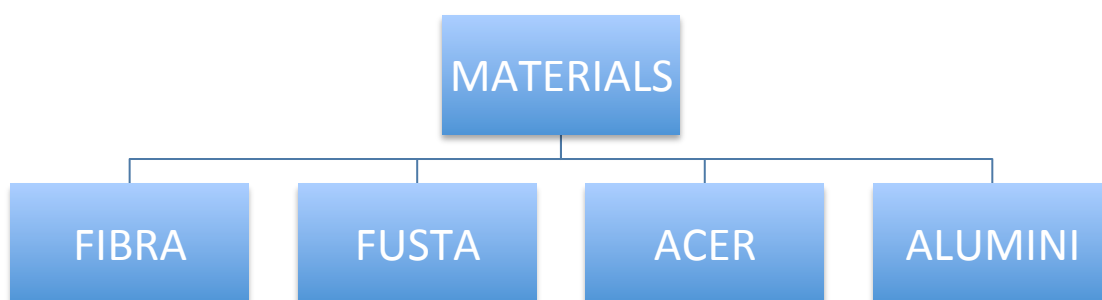 MATERIALS
FIBRA
FUSTA
ACER
ALUMINI